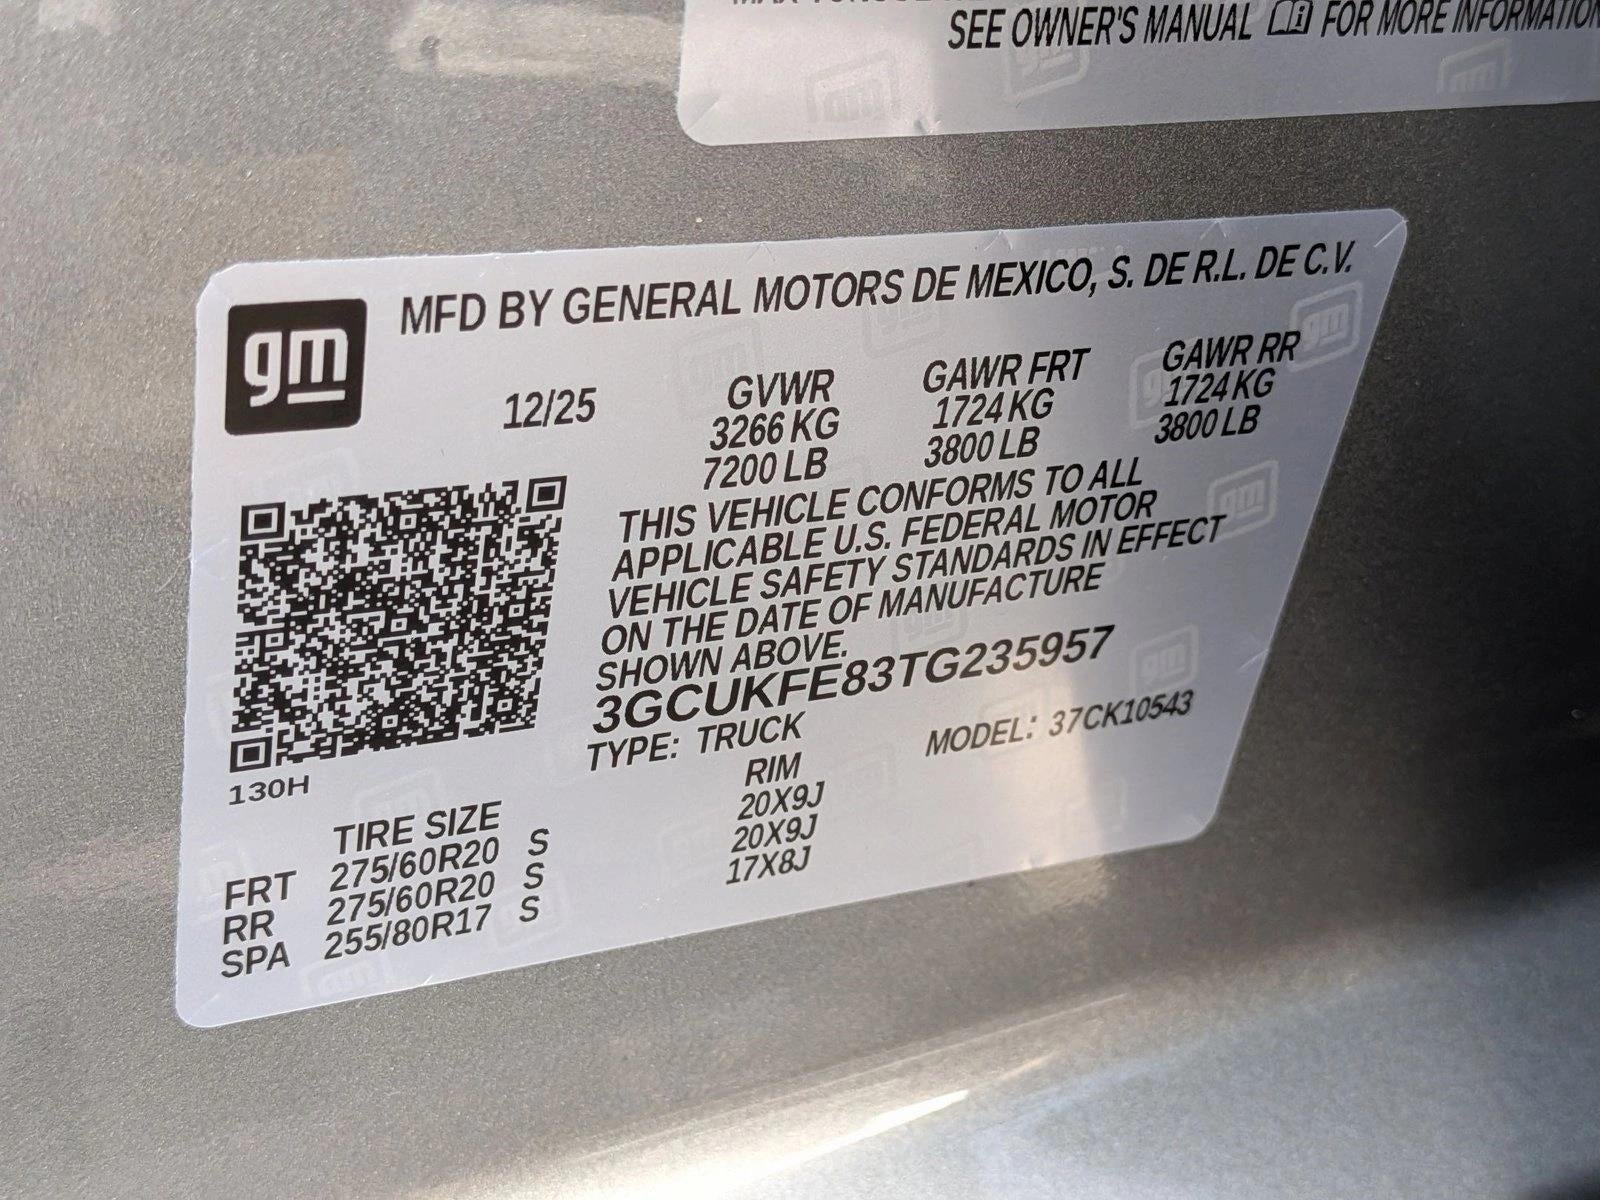 SEE OWNER'S MANUAL FOR MORE INFORMATION
gm
MFD BY GENERAL MOTORS DE MEXICO, S. DE R.L. DE C.V.
12/25
GVWR GAWR FRT GAWR RR
3266 KG 1724 KG 1724 KG
7200 LB 3800 LB 3800 LB
THIS VEHICLE CONFORMS TO ALL
APPLICABLE U.S. FEDERAL MOTOR
VEHICLE SAFETY STANDARDS IN EFFECT
ON THE DATE OF MANUFACTURE
SHOWN ABOVE.
3GCUKFE83TG235957
TYPE: TRUCK MODEL: 37CK10543
130H
TIRE SIZE RIM
FRT 275/60R20 S 20X9J
RR 275/60R20 S 20X9J
SPA 255/80R17 S 17X8J